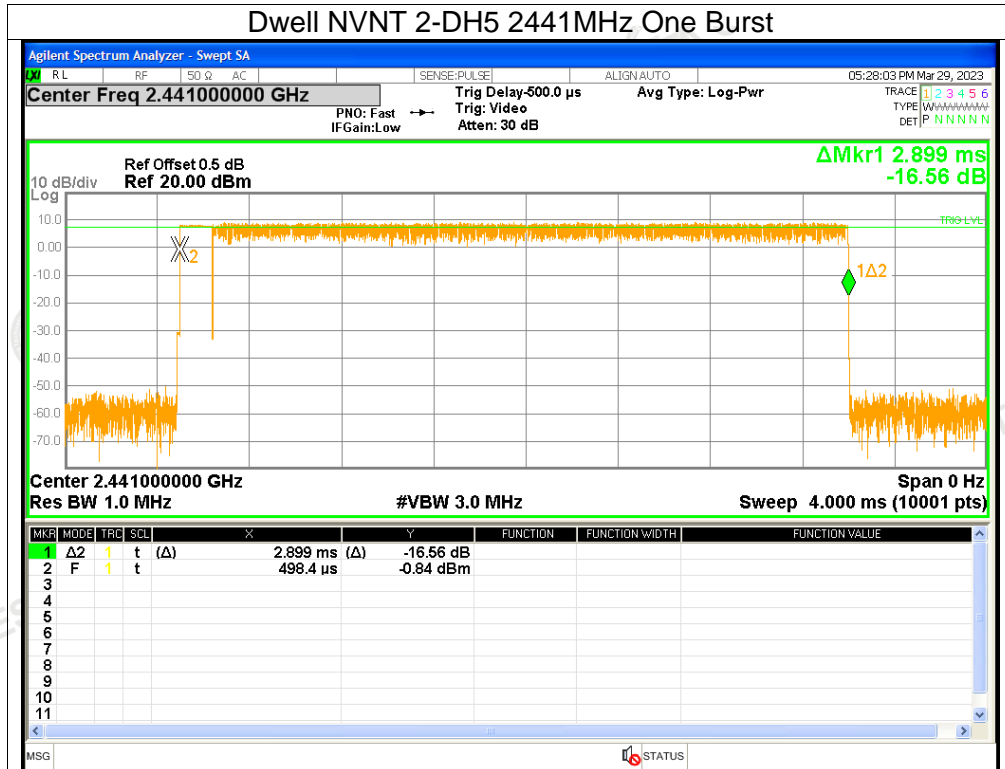 Dwell NVNT 2-DH5 2441MHz One Burst
Agilent Spectrum Analyzer - Swept SA
LXI RL RF 50 Ω AC SENSE:PULSE ALIGN AUTO 05:28:03 PM Mar 29, 2023
Center Freq 2.441000000 GHz
PNO: Fast
IFGain:Low
Trig Delay-500.0 µs
Trig: Video
Atten: 30 dB
Avg Type: Log-Pwr
TRACE 1 2 3 4 5 6
TYPE WWWWWW
DET P N N N N N
ΔMkr1 2.899 ms
-16.56 dB
Ref Offset 0.5 dB
10 dB/div Ref 20.00 dBm
Log
10.0
TRIG LVL
0.00
2
-10.0
1Δ2
-20.0
-30.0
-40.0
-50.0
-60.0
-70.0
Center 2.441000000 GHz Span 0 Hz
Res BW 1.0 MHz #VBW 3.0 MHz Sweep 4.000 ms (10001 pts)
MKR MODE TRC SCL X Y FUNCTION FUNCTION WIDTH FUNCTION VALUE
1 Δ2 1 t (Δ) 2.899 ms (Δ) -16.56 dB
2 F 1 t 498.4 µs -0.84 dBm
3
4
5
6
7
8
9
10
11
MSG STATUS